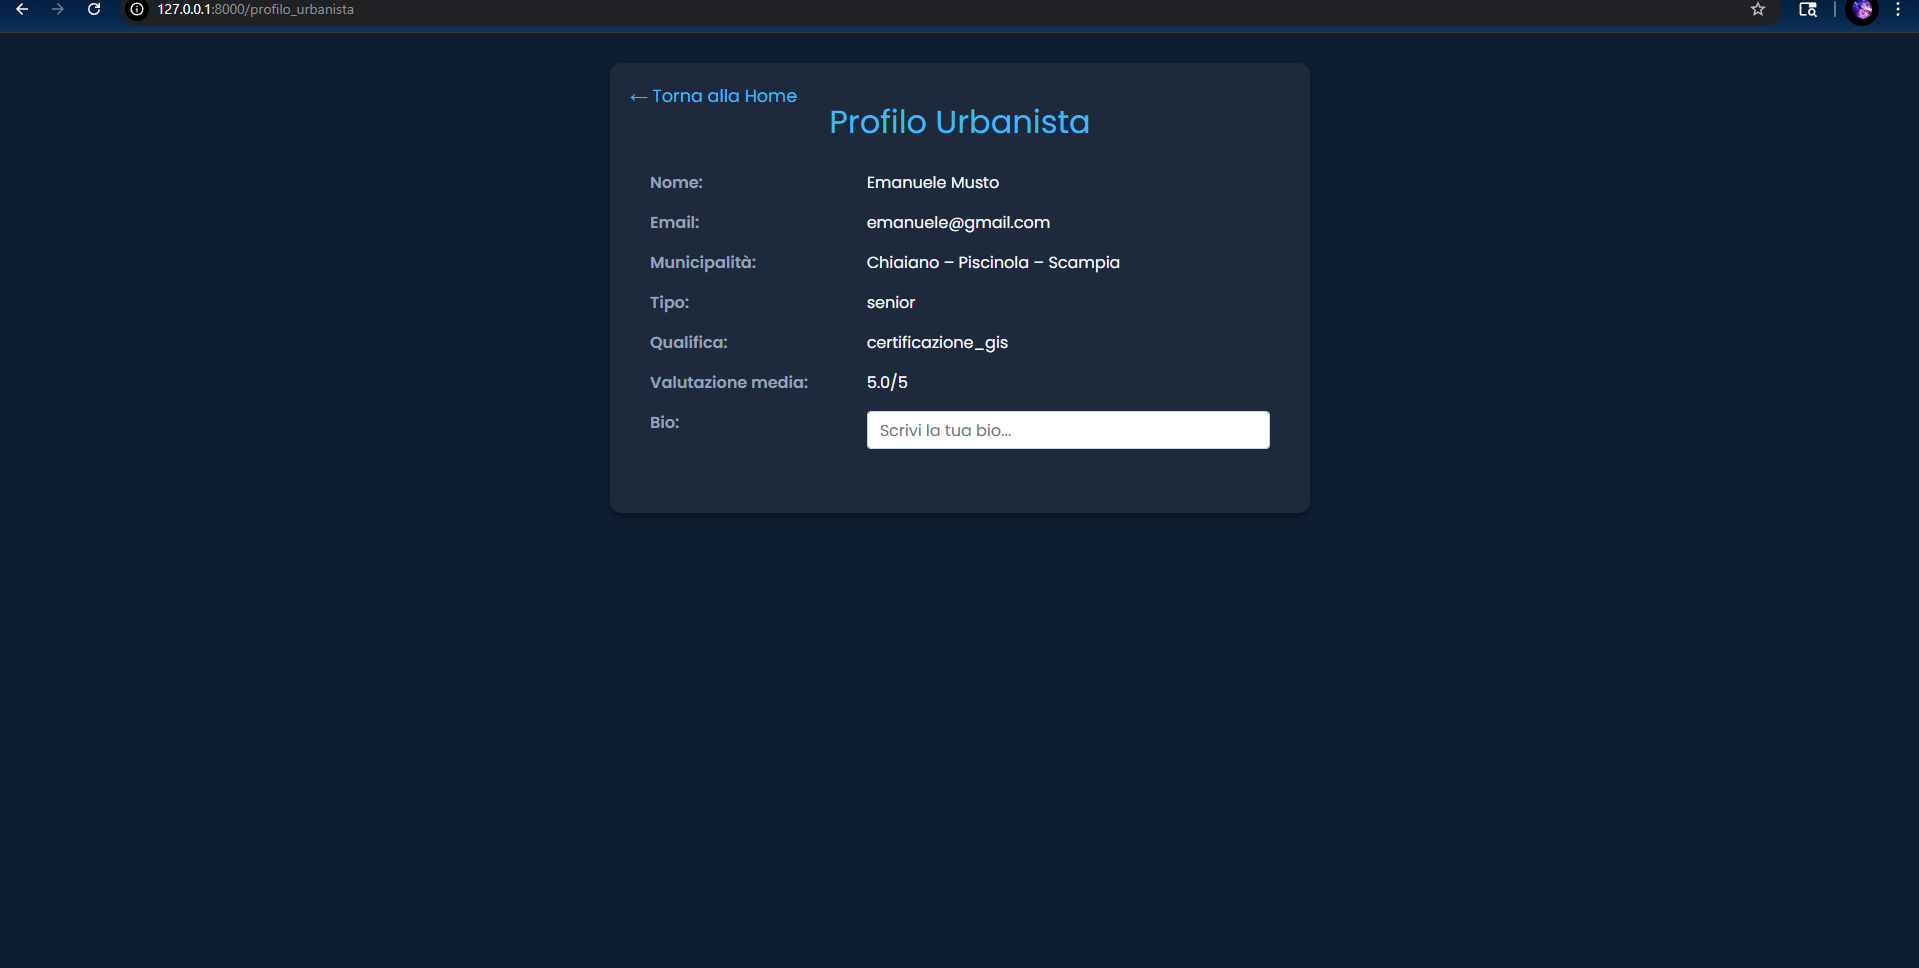 127.0.0.1:8000/profilo_urbanista
← Torna alla Home
Profilo Urbanista
Nome: Emanuele Musto
Email: emanuele@gmail.com
Municipalità: Chiaiano – Piscinola – Scampia
Tipo: senior
Qualifica: certificazione_gis
Valutazione media: 5.0/5
Bio: Scrivi la tua bio...